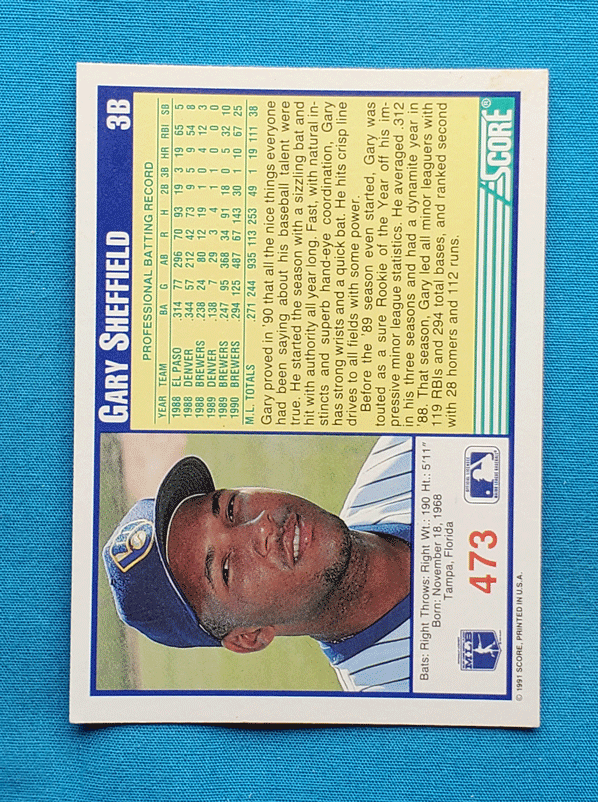 GARY SHEFFIELD 3B
PROFESSIONAL BATTING RECORD
YEAR TEAM BA G AB R H 2B 3B HR RBI SB
1988 EL PASO .314 77 296 70 93 19 3 19 65 5
1988 DENVER .344 57 212 42 73 9 5 9 54 8
1988 BREWERS .238 24 80 12 19 1 0 4 12 3
1989 DENVER .138 7 29 3 4 1 1 0 0 0
1989 BREWERS .247 95 368 34 91 18 0 5 32 10
1990 BREWERS .294 125 487 67 143 30 1 10 67 25
M.L. TOTALS .271 244 935 113 253 49 1 19 111 38
Gary proved in '90 that all the nice things everyone
had been saying about his baseball talent were
true. He started the season with a sizzling bat and
hit with authority all year long. Fast, with natural in-
stincts and superb hand-eye coordination, Gary
has strong wrists and a quick bat. He hits crisp line
drives to all fields with some power.
Before the '89 season even started, Gary was
touted as a sure Rookie of the Year off his im-
pressive minor league statistics. He averaged .312
in his three seasons and had a dynamite year in
'88. That season, Gary led all minor leaguers with
119 RBIs and 294 total bases, and ranked second
with 28 homers and 112 runs.
SCORE®
Bats: Right Throws: Right Wt.: 190 Ht.: 5'11"
Born: November 18, 1968
Tampa, Florida
473
© 1991 SCORE, PRINTED IN U.S.A.